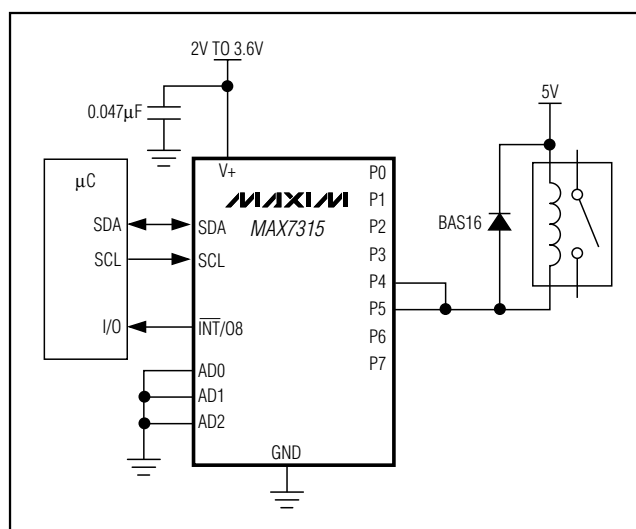 2V TO 3.6V
0.047μF
5V
μC
V+
MAXIM
MAX7315
SDA
SDA
SCL
SCL
I/O
INT/O8
AD0
AD1
AD2
GND
P0
P1
P2
P3
P4
P5
P6
P7
BAS16